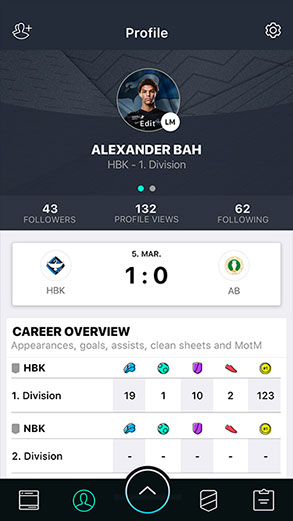 Profile
Edit
LM
ALEXANDER BAH
HBK - 1. Division
43 132 62
FOLLOWERS PROFILE VIEWS FOLLOWING
5. MAR.
1:0
HBK AB
CAREER OVERVIEW
Appearances, goals, assists, clean sheets and MotM
HBK
1. Division 19 1 10 2 123
NBK
2. Division - - - - -